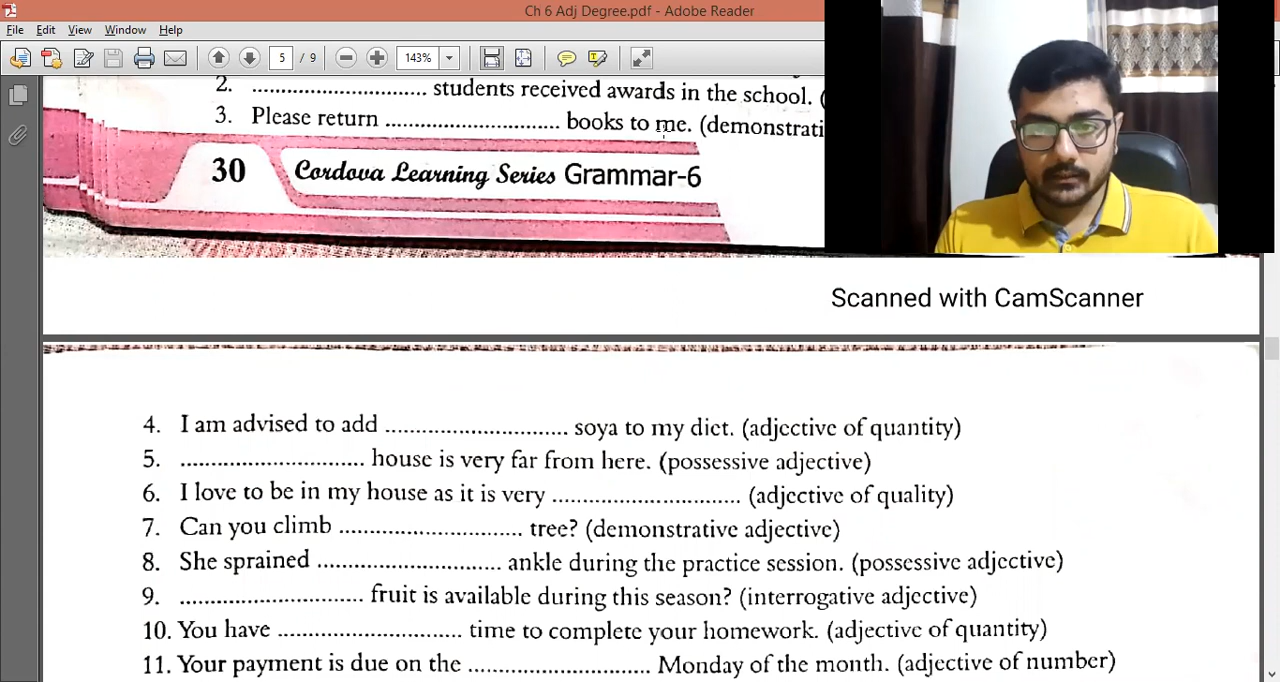 Ch 6 Adj Degree.pdf - Adobe Reader
File Edit View Window Help
5 / 9 143%
2. ................................ students received awards in the school. (
3. Please return ................................ books to me. (demonstrati
30 Cordova Learning Series Grammar-6
Scanned with CamScanner
4. I am advised to add ................................ soya to my diet. (adjective of quantity)
5. ................................ house is very far from here. (possessive adjective)
6. I love to be in my house as it is very ................................ (adjective of quality)
7. Can you climb ................................ tree? (demonstrative adjective)
8. She sprained ................................ ankle during the practice session. (possessive adjective)
9. ................................ fruit is available during this season? (interrogative adjective)
10. You have ................................ time to complete your homework. (adjective of quantity)
11. Your payment is due on the ................................ Monday of the month. (adjective of number)